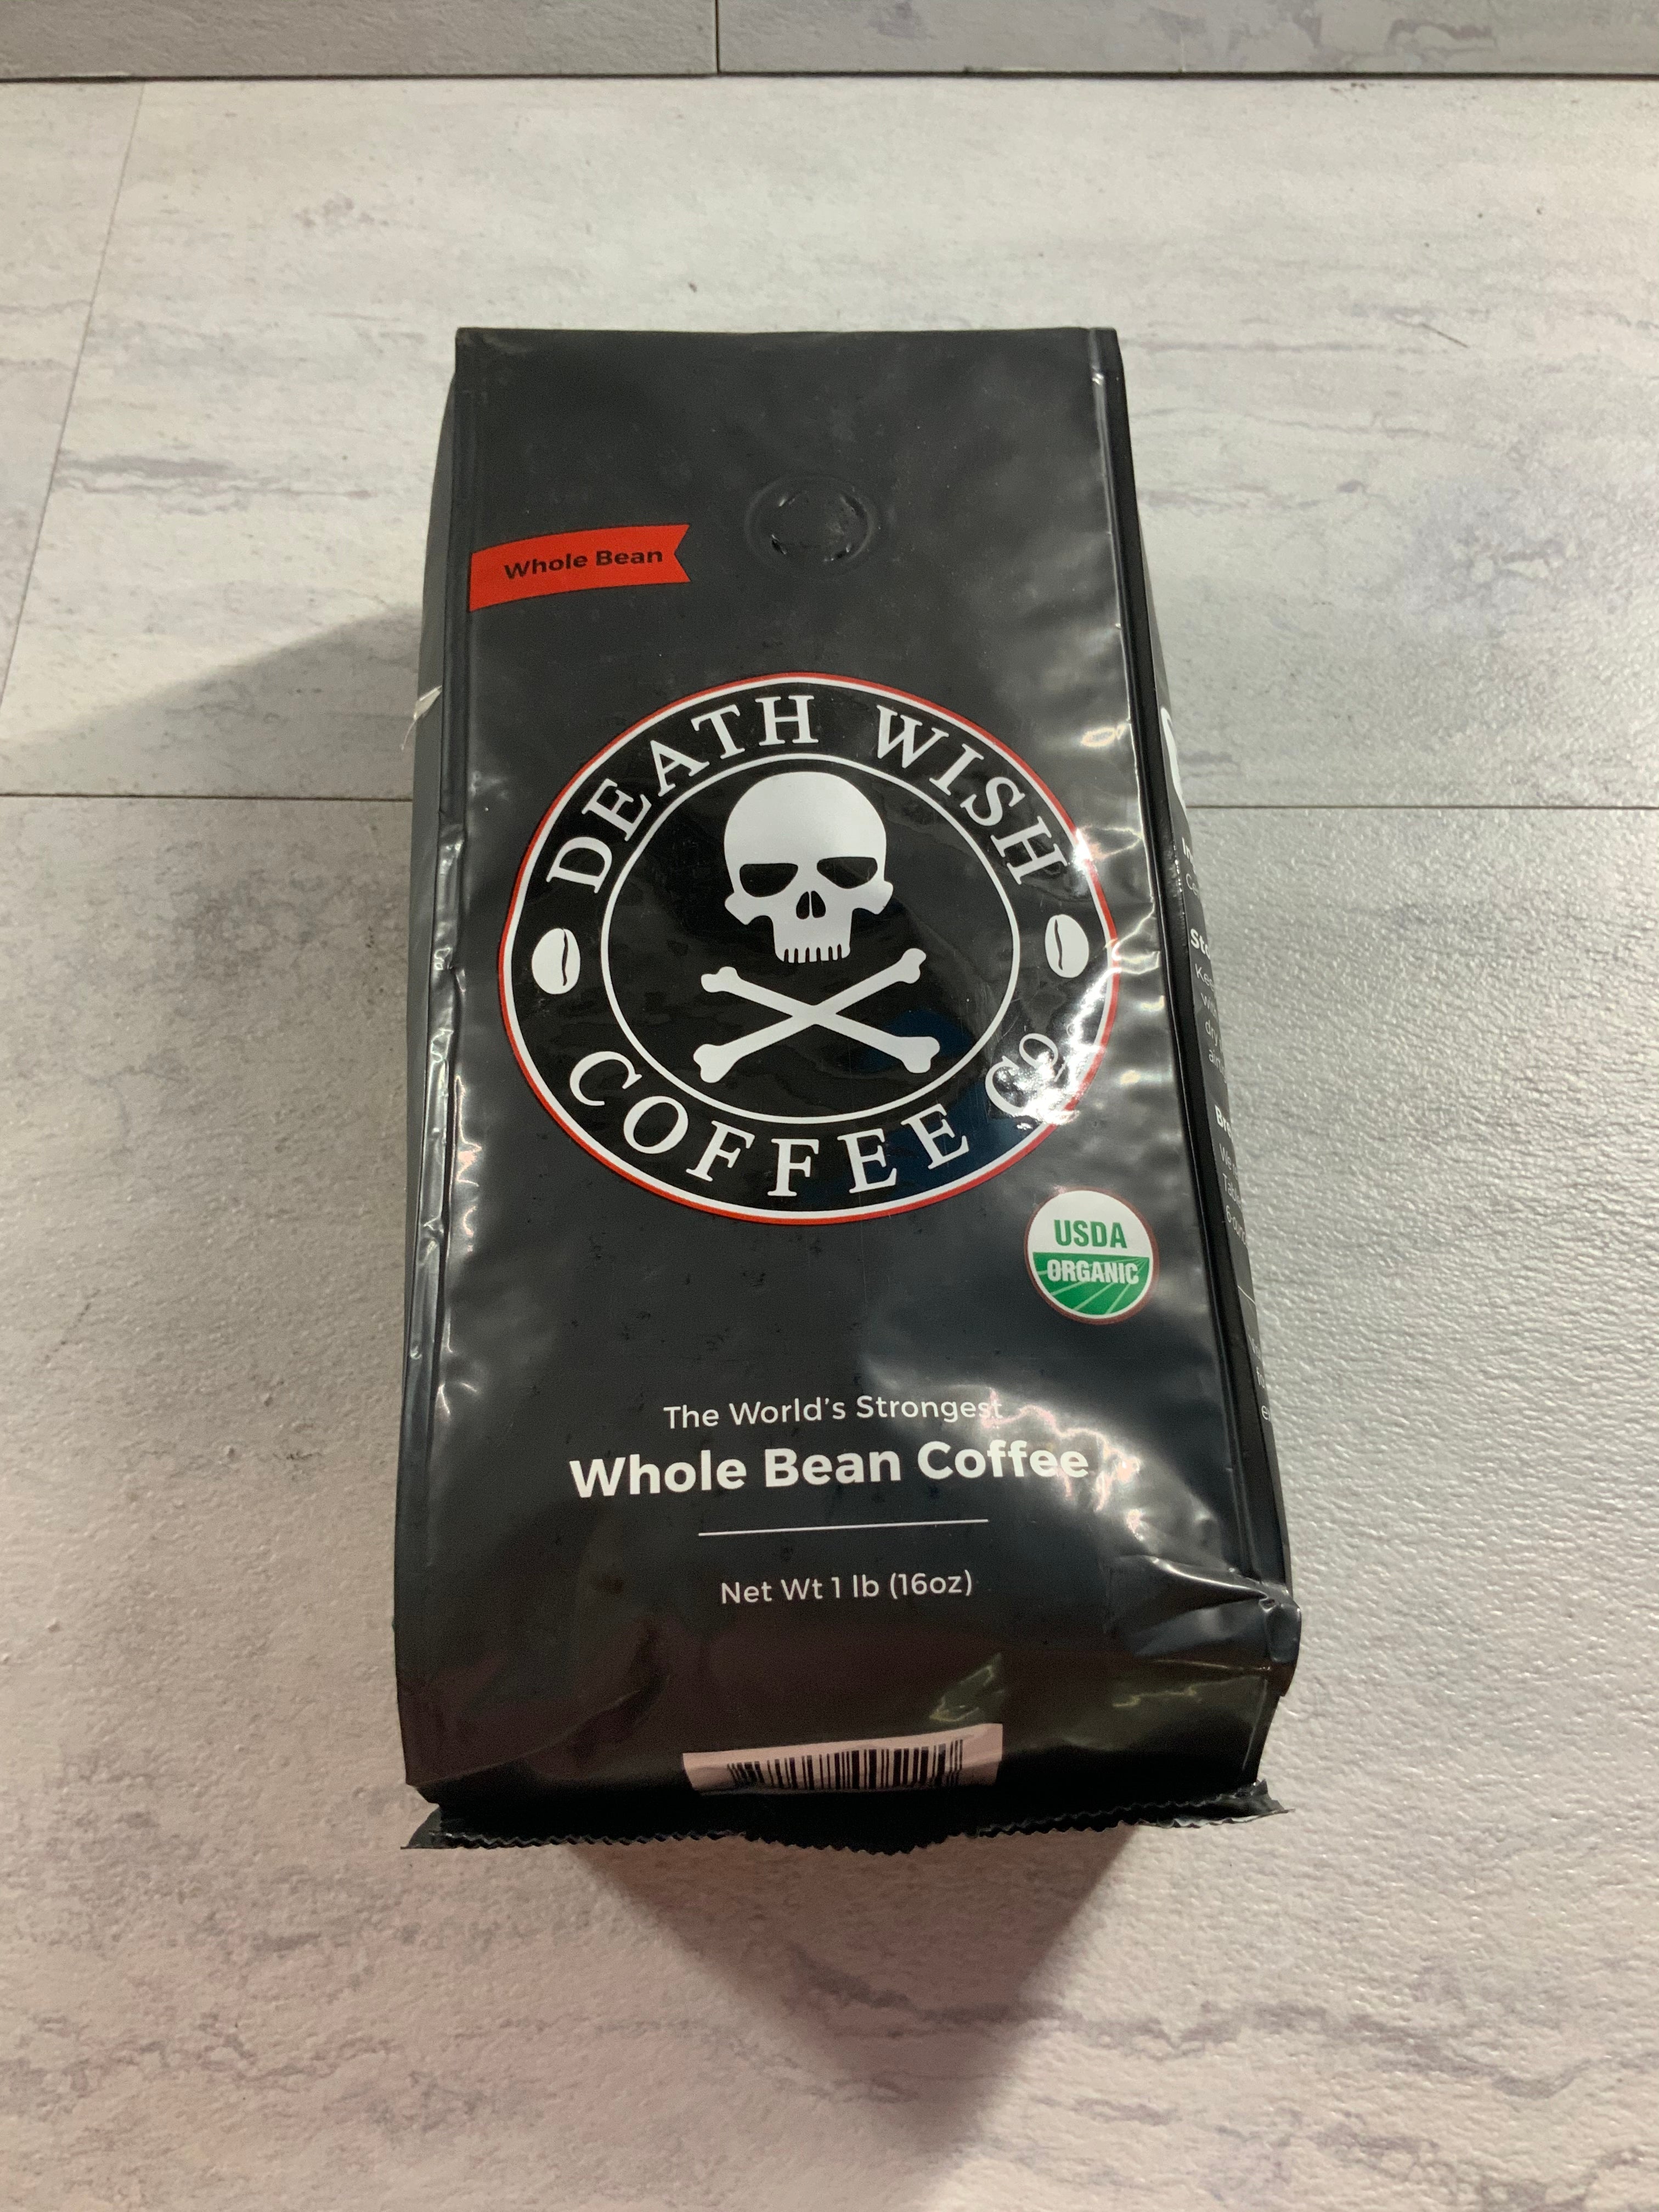 Whole Bean
DEATH WISH
COFFEE CO.
USDA
ORGANIC
The World's Strongest
Whole Bean Coffee
Net Wt 1 lb (16oz)